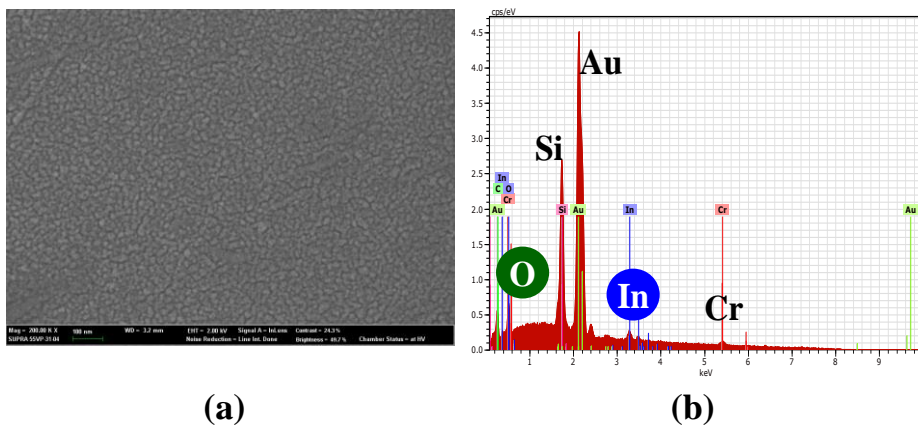 Mag = 200.00 K X
100 nm
WD = 3.2 mm
EHT = 2.00 kV
Signal A = InLens
Contrast = 24.3 %
SUPRA 55VP-31-04
Noise Reduction = Line Int. Done
Brightness = 49.7 %
Chamber Status = at HV
(a)
cps/eV
4.5
4.0
3.5
3.0
2.5
2.0
1.5
1.0
0.5
0.0
Au
Si
In
C
O
Au
Cr
Si
Au
In
Cr
Au
O
In
Cr
1
2
3
4
5
6
7
8
9
keV
(b)